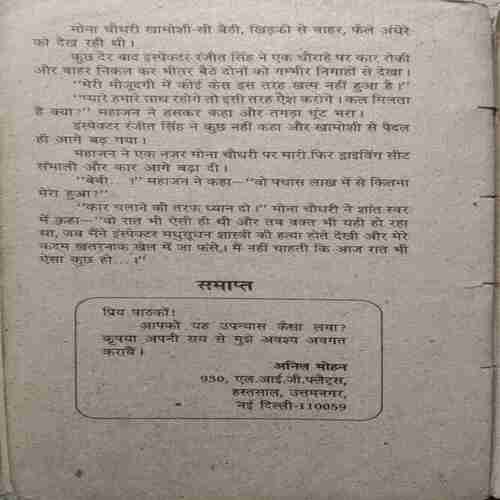 मोना चौधरी खामोशी-सी बैठी, खिड़की से बाहर, फैले अंधेरे
को देख रही थी।
कुछ देर बाद इंस्पेक्टर रंजीत सिंह ने एक चौराहे पर कार रोकी
और बाहर निकल कर भीतर बैठे दोनों को गम्भीर निगाहों से देखा।
"मेरी मौजूदगी में कोई केस इस तरह खत्म नहीं हुआ है।"
"प्यारे हमारे साथ रहोगे तो इसी तरह ऐश करोगे। कल मिलना
है क्या?" महाजन ने हंसकर कहा और तगड़ा घूंट भरा।
इंस्पेक्टर रंजीत सिंह ने कुछ नहीं कहा और खामोशी से पैदल
ही आगे बढ़ गया।
महाजन ने एक नजर मोना चौधरी पर मारी फिर ड्राइविंग सीट
संभाली और कार आगे बढ़ा दी।
"बेबी...।" महाजन ने कहा—"वो पचास लाख में से कितना
मेरा हुआ?"
"कार चलाने की तरफ ध्यान दो।" मोना चौधरी ने शांत स्वर
में कहा—"वो रात भी ऐसी ही थी और तब वक्त भी यही हो रहा
था, जब मैंने इंस्पेक्टर मधुसूधन शास्त्री की हत्या होते देखी और मेरे
कदम खतरनाक खेल में जा फंसे। मैं नहीं चाहती कि आज रात भी
ऐसा कुछ हो...।"
समाप्त
प्रिय पाठकों!
आपको यह उपन्यास कैसा लगा?
कृपया अपनी राय से मुझे अवश्य अवगत
करावें।
अनिल मोहन
930, एल.आई.जी.फ्लैट्स,
हस्तसाल, उत्तमनगर,
नई दिल्ली-110059